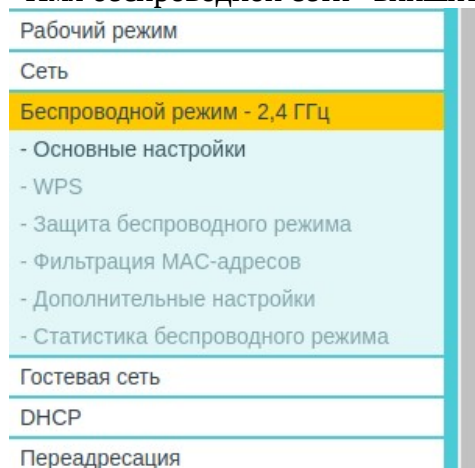 Рабочий режим
Сеть
Беспроводной режим - 2,4 ГГц
- Основные настройки
- WPS
- Защита беспроводного режима
- Фильтрация MAC-адресов
- Дополнительные настройки
- Статистика беспроводного режима
Гостевая сеть
DHCP
Переадресация